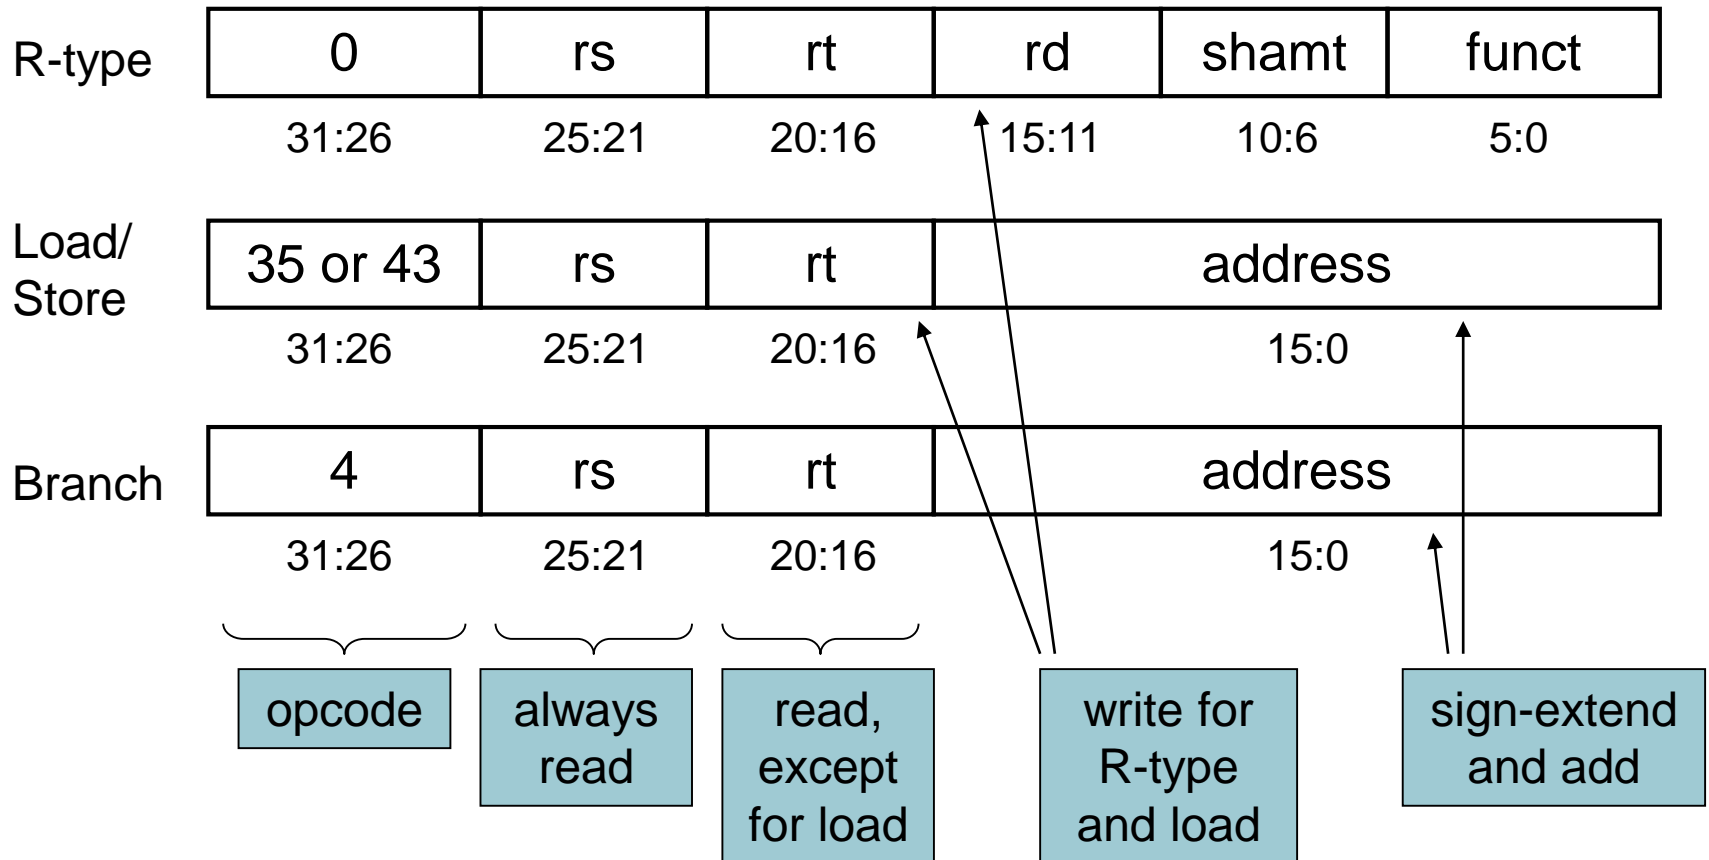 R-type
0 rs rt rd shamt funct
31:26 25:21 20:16 15:11 10:6 5:0
Load/
Store
35 or 43 rs rt address
31:26 25:21 20:16 15:0
Branch
4 rs rt address
31:26 25:21 20:16 15:0
opcode
always
read
read,
except
for load
write for
R-type
and load
sign-extend
and add